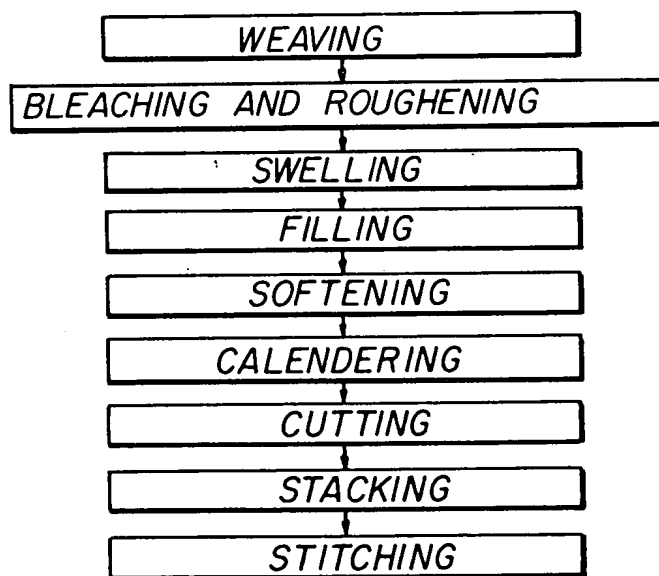 WEAVING
BLEACHING AND ROUGHENING
SWELLING
FILLING
SOFTENING
CALENDERING
CUTTING
STACKING
STITCHING